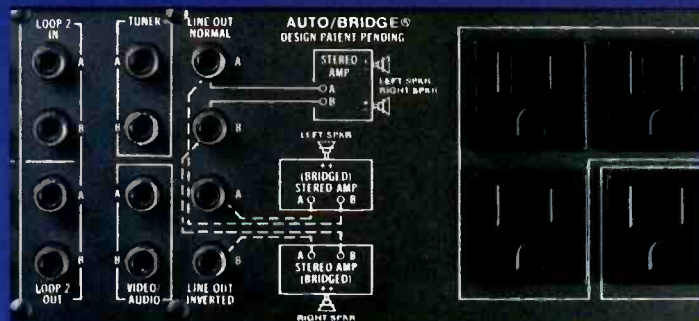 LOOP 2
IN
A
B
A
B
LOOP 2
OUT
TUNER
A
B
A
B
VIDEO/
AUDIO
LINE OUT
NORMAL
A
B
A
B
LINE OUT
INVERTED
AUTO/BRIDGE®
DESIGN PATENT PENDING
STEREO
AMP
A
B
LEFT SPKR
RIGHT SPKR
LEFT SPKR
(BRIDGED)
STEREO AMP
A B
A B
STEREO AMP
(BRIDGED)
RIGHT SPKR